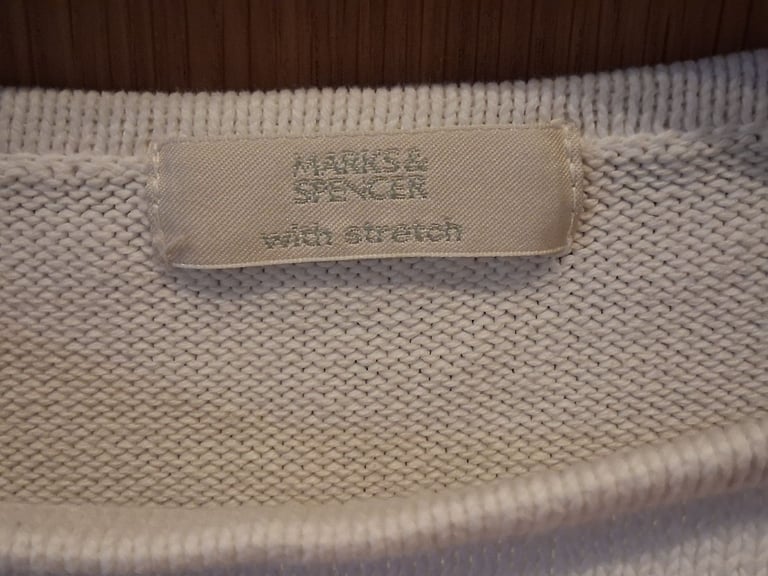 MARKS &
SPENCER
with stretch